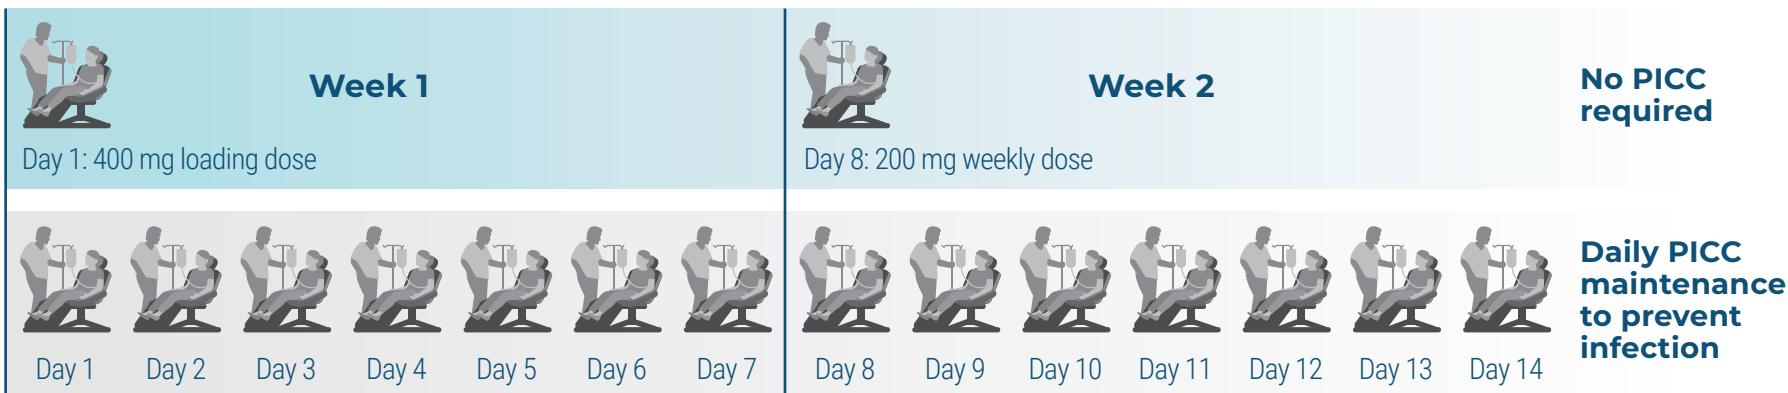 Week 1
Week 2
No PICC
required
Day 1: 400 mg loading dose
Day 8: 200 mg weekly dose
Daily PICC
maintenance
to prevent
infection
Day 1
Day 2
Day 3
Day 4
Day 5
Day 6
Day 7
Day 8
Day 9
Day 10
Day 11
Day 12
Day 13
Day 14